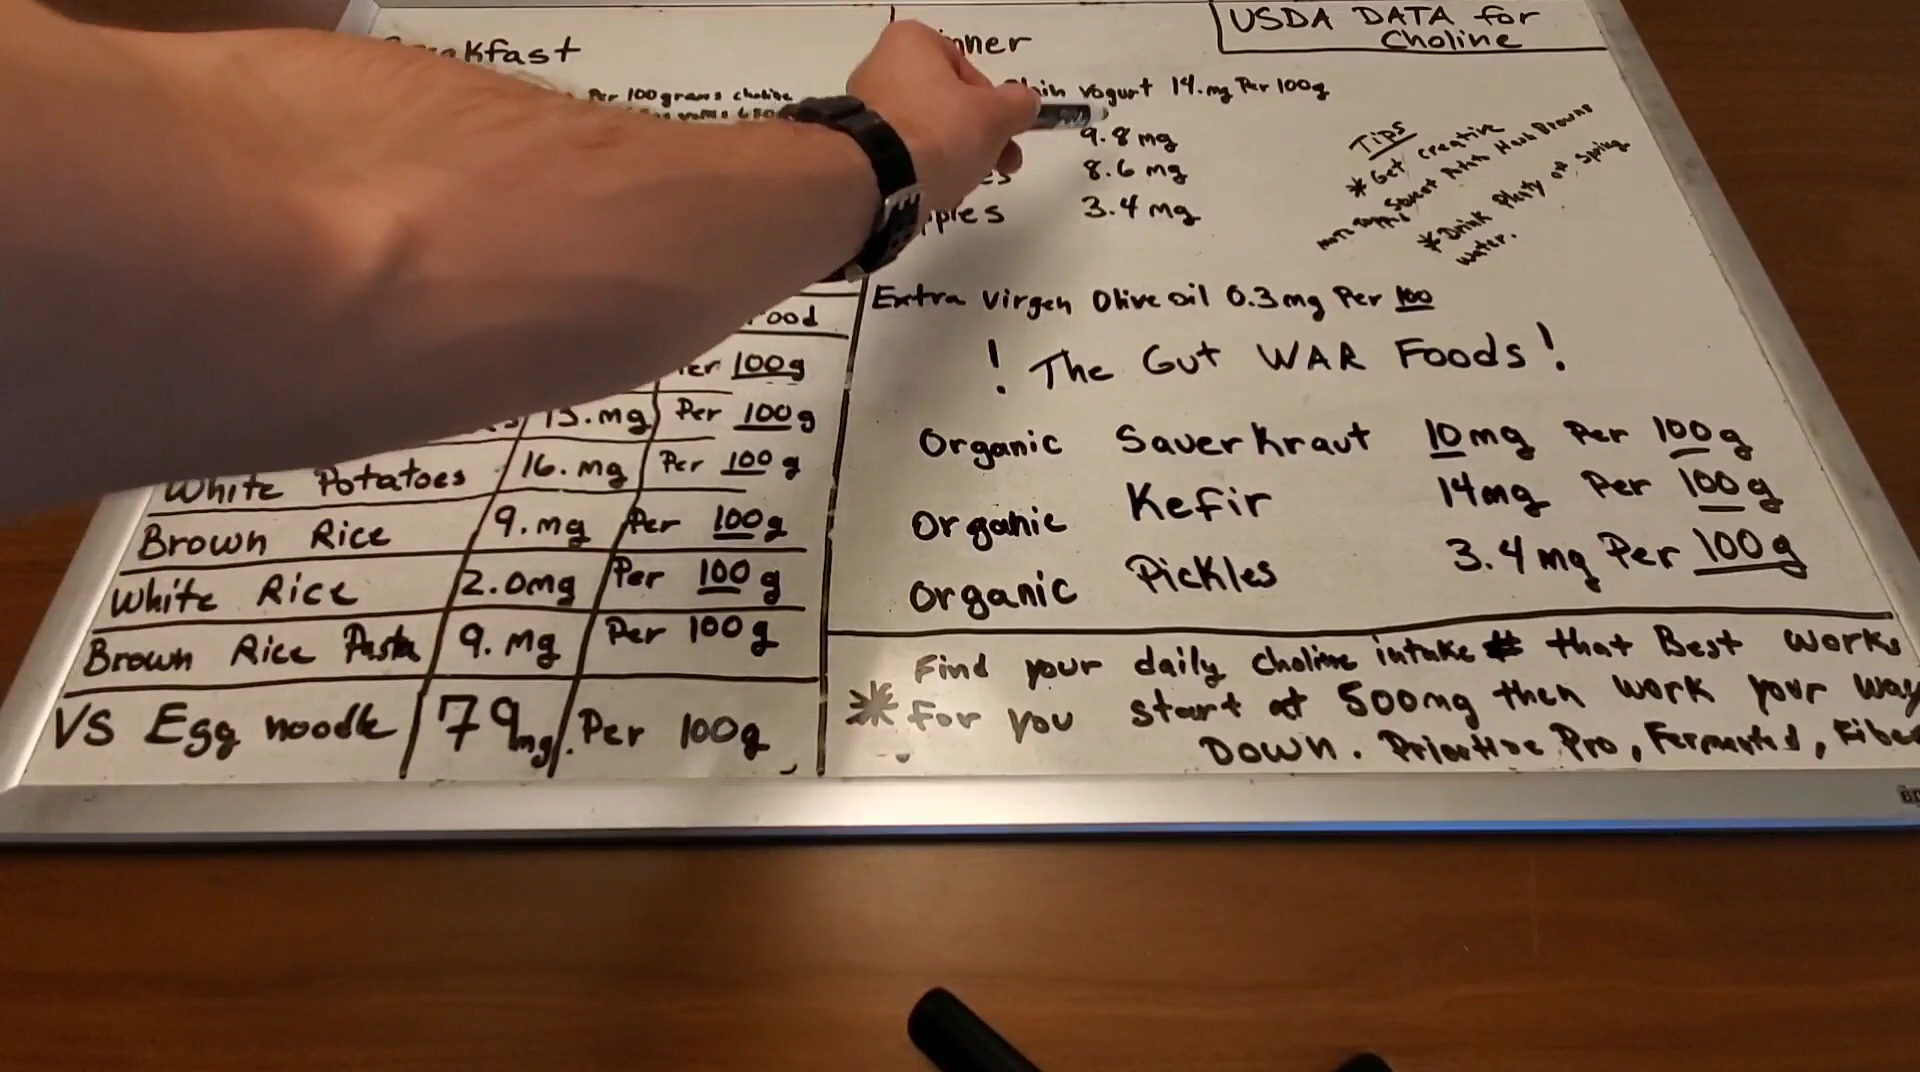 USDA DATA for
Choline
kfast
nner
Per 100 grams choline
yogurt 14.mg Per 100g
9.8 mg
8.6 mg
pples 3.4 mg
Tips
* Get creative
Sweet Potato Hash Browns
* Drink Plenty of Spring
water.
Extra Virgen Olive oil 0.3mg Per 100
! The Gut WAR Foods!
Organic SauerKraut 10mg Per 100g
Organic Kefir 14mg Per 100g
Organic Pickles 3.4mg Per 100g
ood
er 100g
15.mg Per 100g
White Potatoes 16.mg Per 100g
Brown Rice 9.mg Per 100g
White Rice 2.0mg Per 100g
Brown Rice Pasta 9.mg Per 100g
VS Egg noodle 79mg. Per 100g
Find your daily choline intake that Best works
* For you start at 500mg then work your way
DOWN. Prioritize Pro, Fermented, Fiber